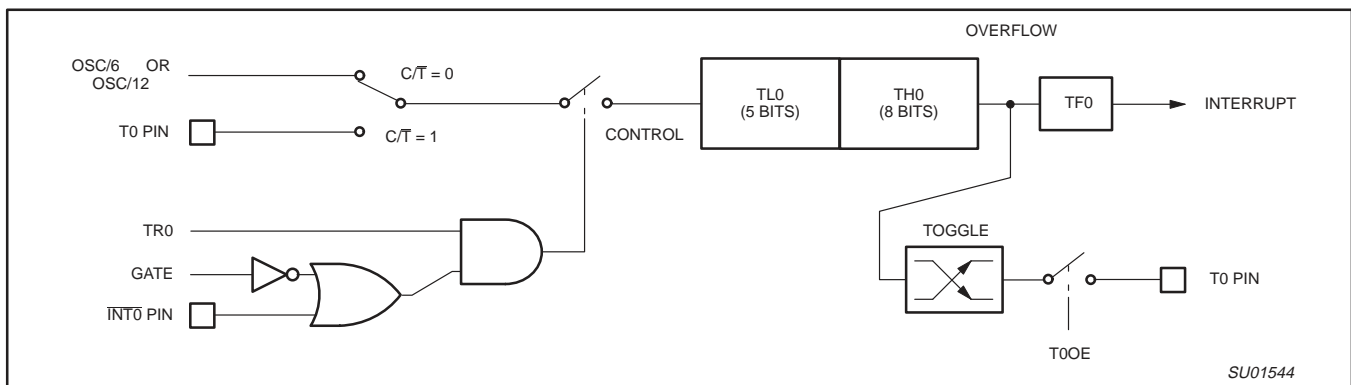 OVERFLOW
OSC/6 OR
OSC/12
C/T̅ = 0
TL0
(5 BITS)
TH0
(8 BITS)
TF0
INTERRUPT
T0 PIN
C/T̅ = 1
CONTROL
TR0
TOGGLE
GATE
T0 PIN
I̅N̅T̅0̅ PIN
T0OE
SU01544